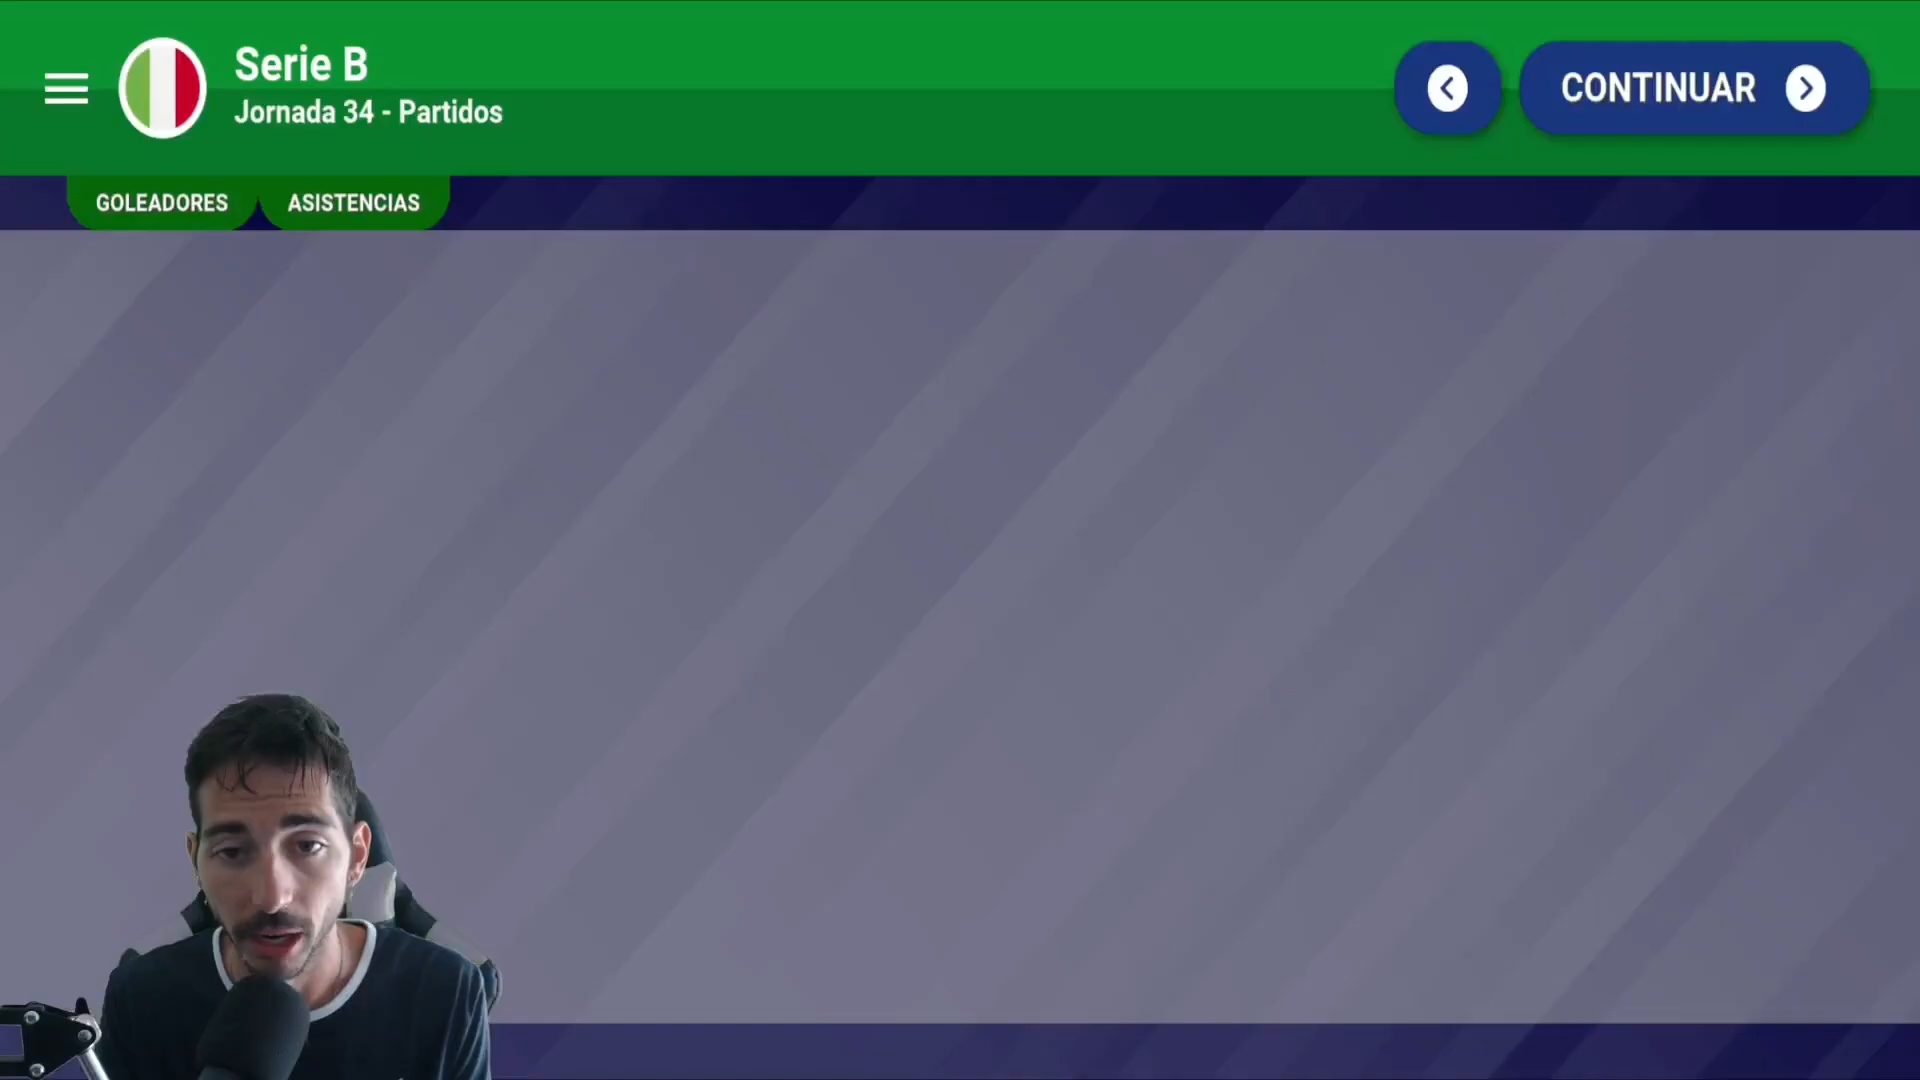 Serie B
Jornada 34 - Partidos
CONTINUAR
GOLEADORES
ASISTENCIAS